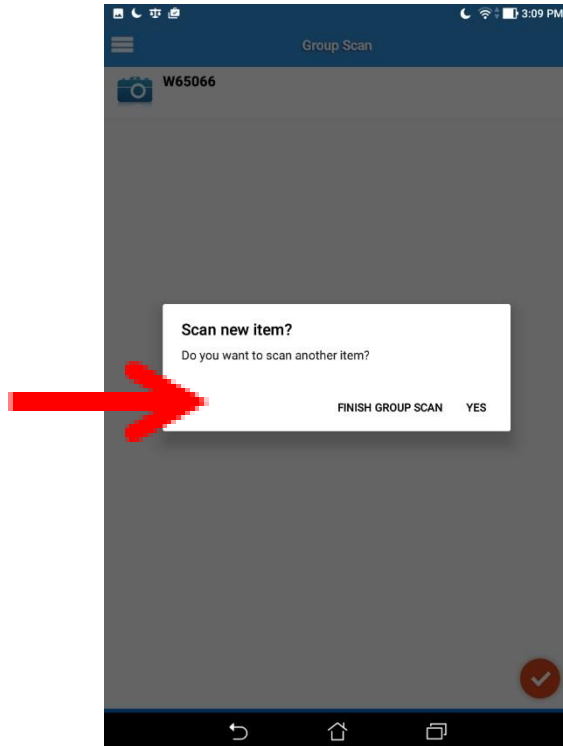 3:09 PM
Group Scan
W65066
Scan new item?
Do you want to scan another item?
FINISH GROUP SCAN YES